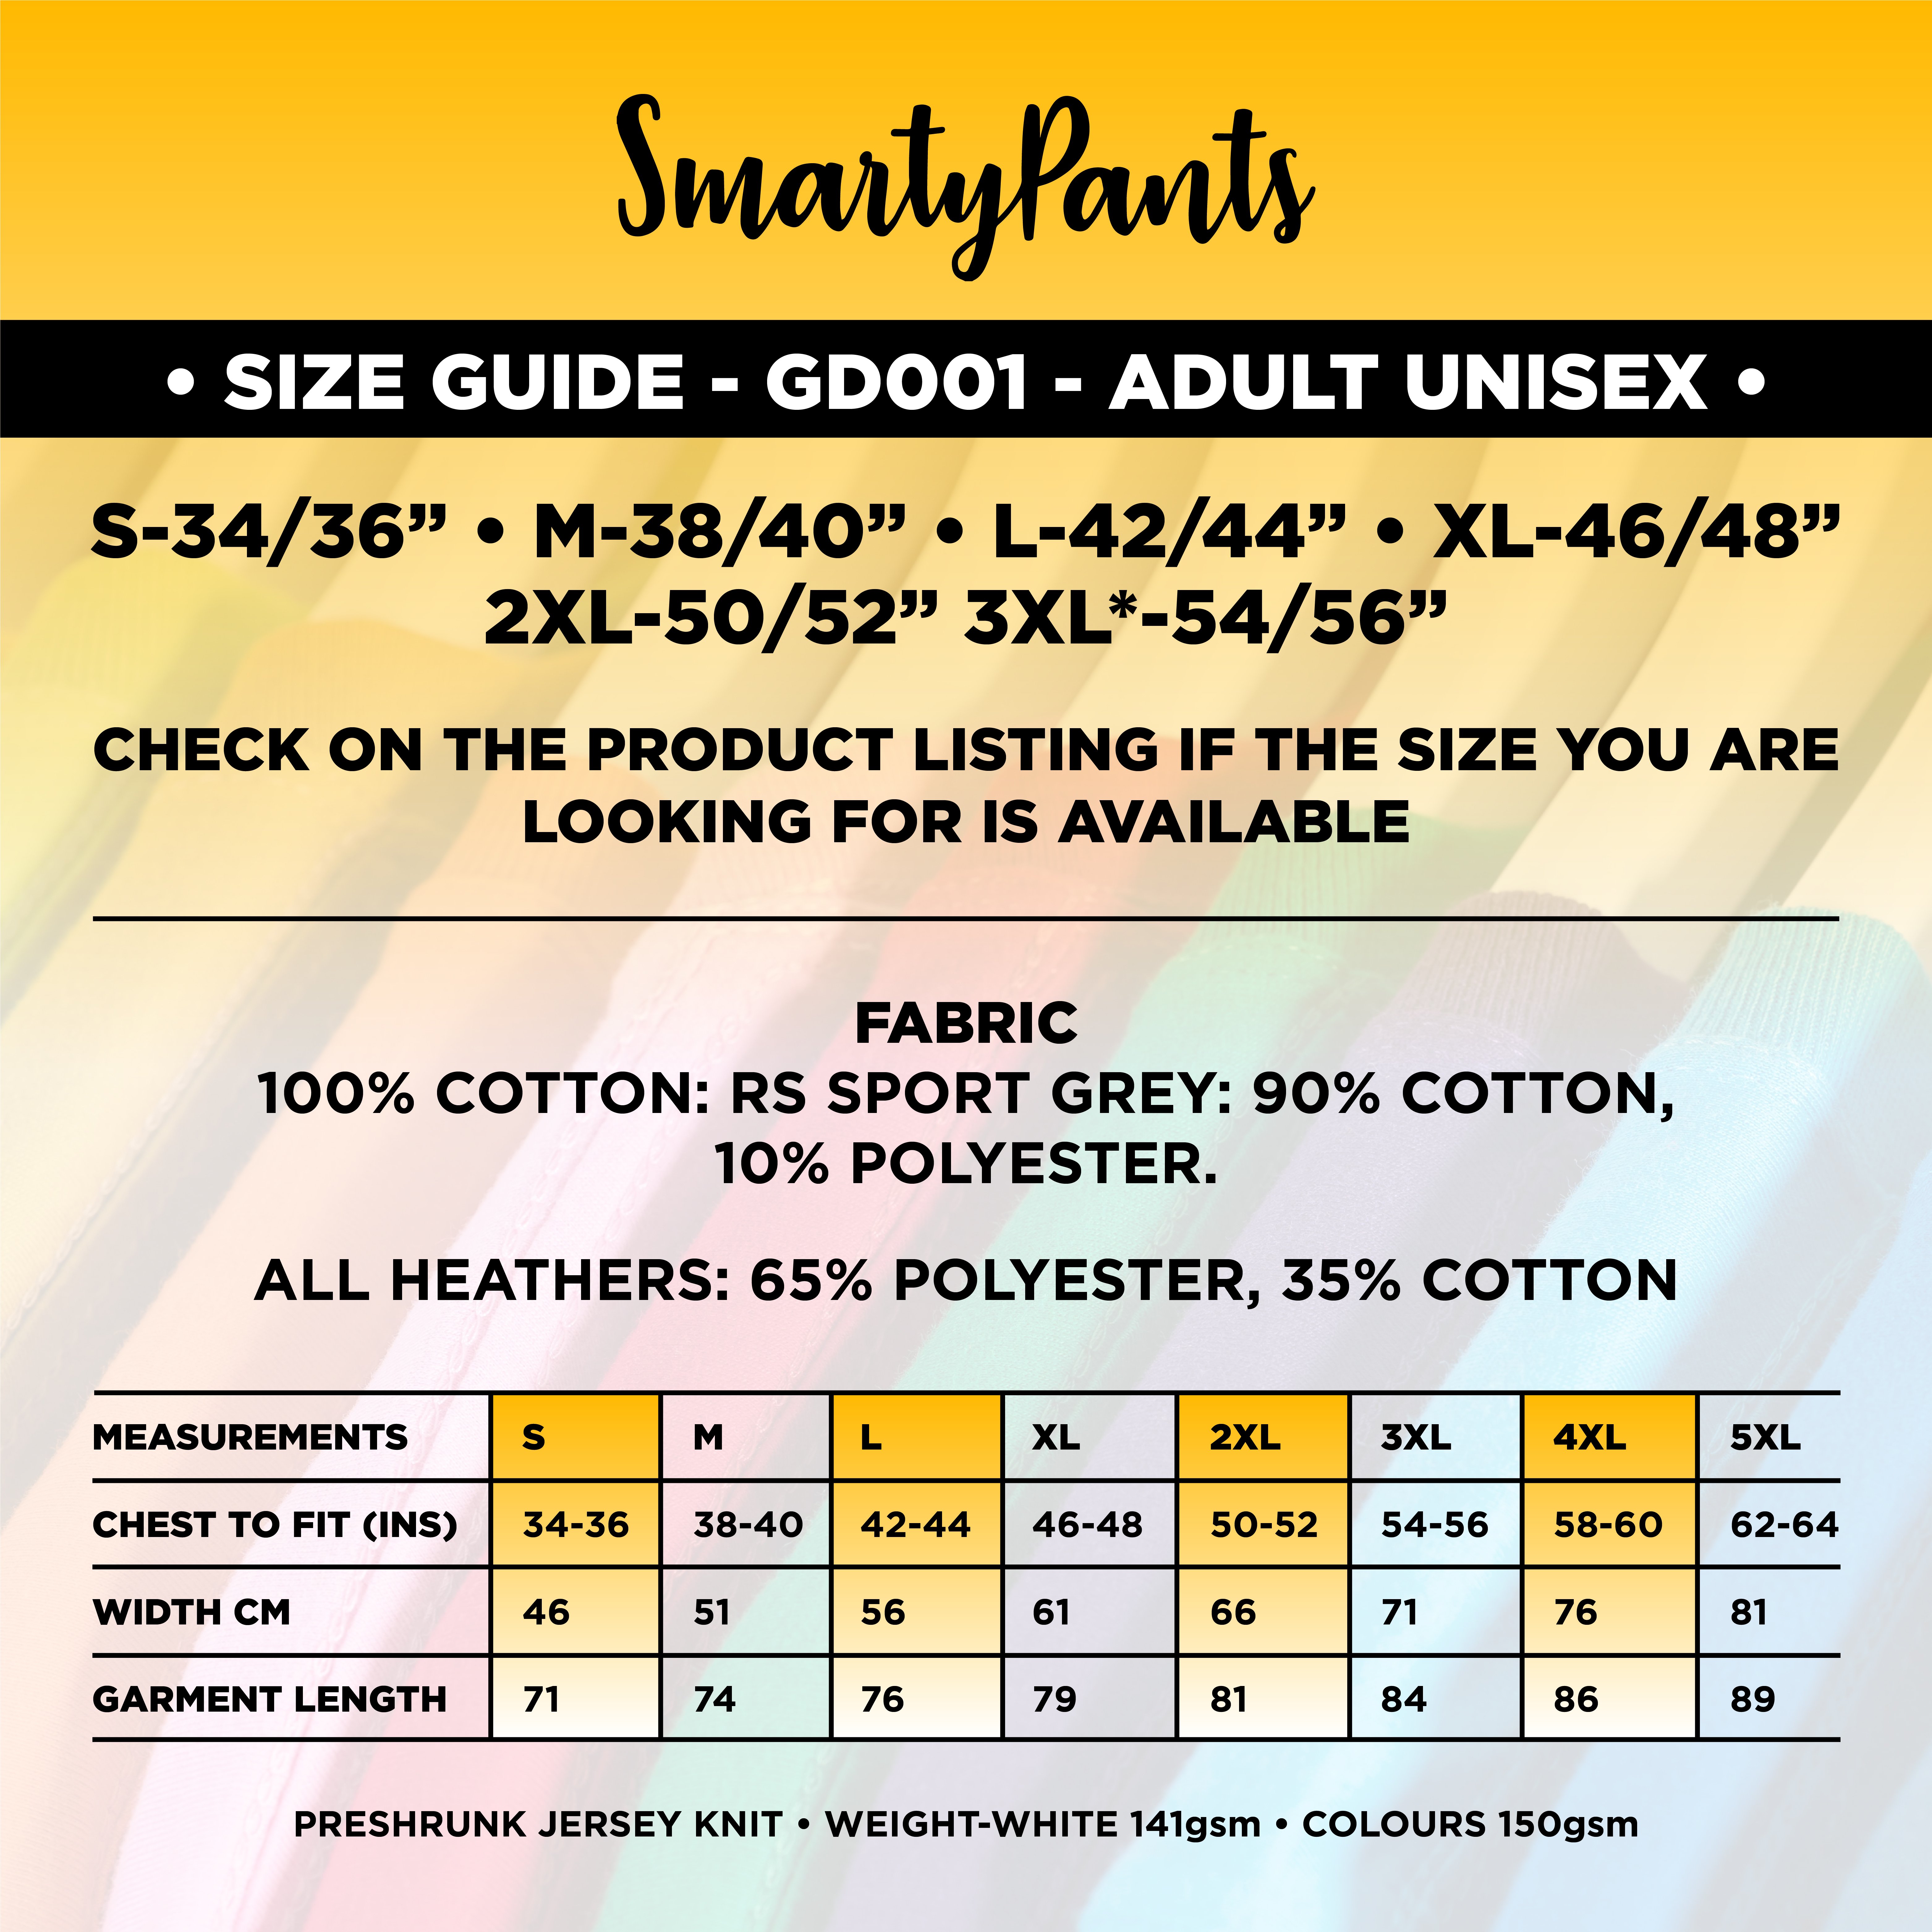 SmartyPants
• SIZE GUIDE - GD001 - ADULT UNISEX •
S-34/36” • M-38/40” • L-42/44” • XL-46/48”
2XL-50/52” 3XL*-54/56”
CHECK ON THE PRODUCT LISTING IF THE SIZE YOU ARE
LOOKING FOR IS AVAILABLE
FABRIC
100% COTTON: RS SPORT GREY: 90% COTTON,
10% POLYESTER.
ALL HEATHERS: 65% POLYESTER, 35% COTTON
MEASUREMENTS S M L XL 2XL 3XL 4XL 5XL
CHEST TO FIT (INS) 34-36 38-40 42-44 46-48 50-52 54-56 58-60 62-64
WIDTH CM 46 51 56 61 66 71 76 81
GARMENT LENGTH 71 74 76 79 81 84 86 89
PRESHRUNK JERSEY KNIT • WEIGHT-WHITE 141gsm • COLOURS 150gsm